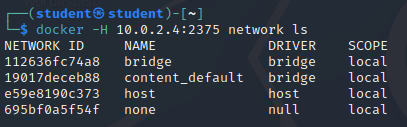 ┌──(student㉿student)-[~]
└─$ docker -H 10.0.2.4:2375 network ls
NETWORK ID     NAME              DRIVER    SCOPE
112636fc74a8   bridge            bridge    local
19017deceb88   content_default   bridge    local
e59e8190c373   host              host      local
695bf0a5f54f   none              null      local